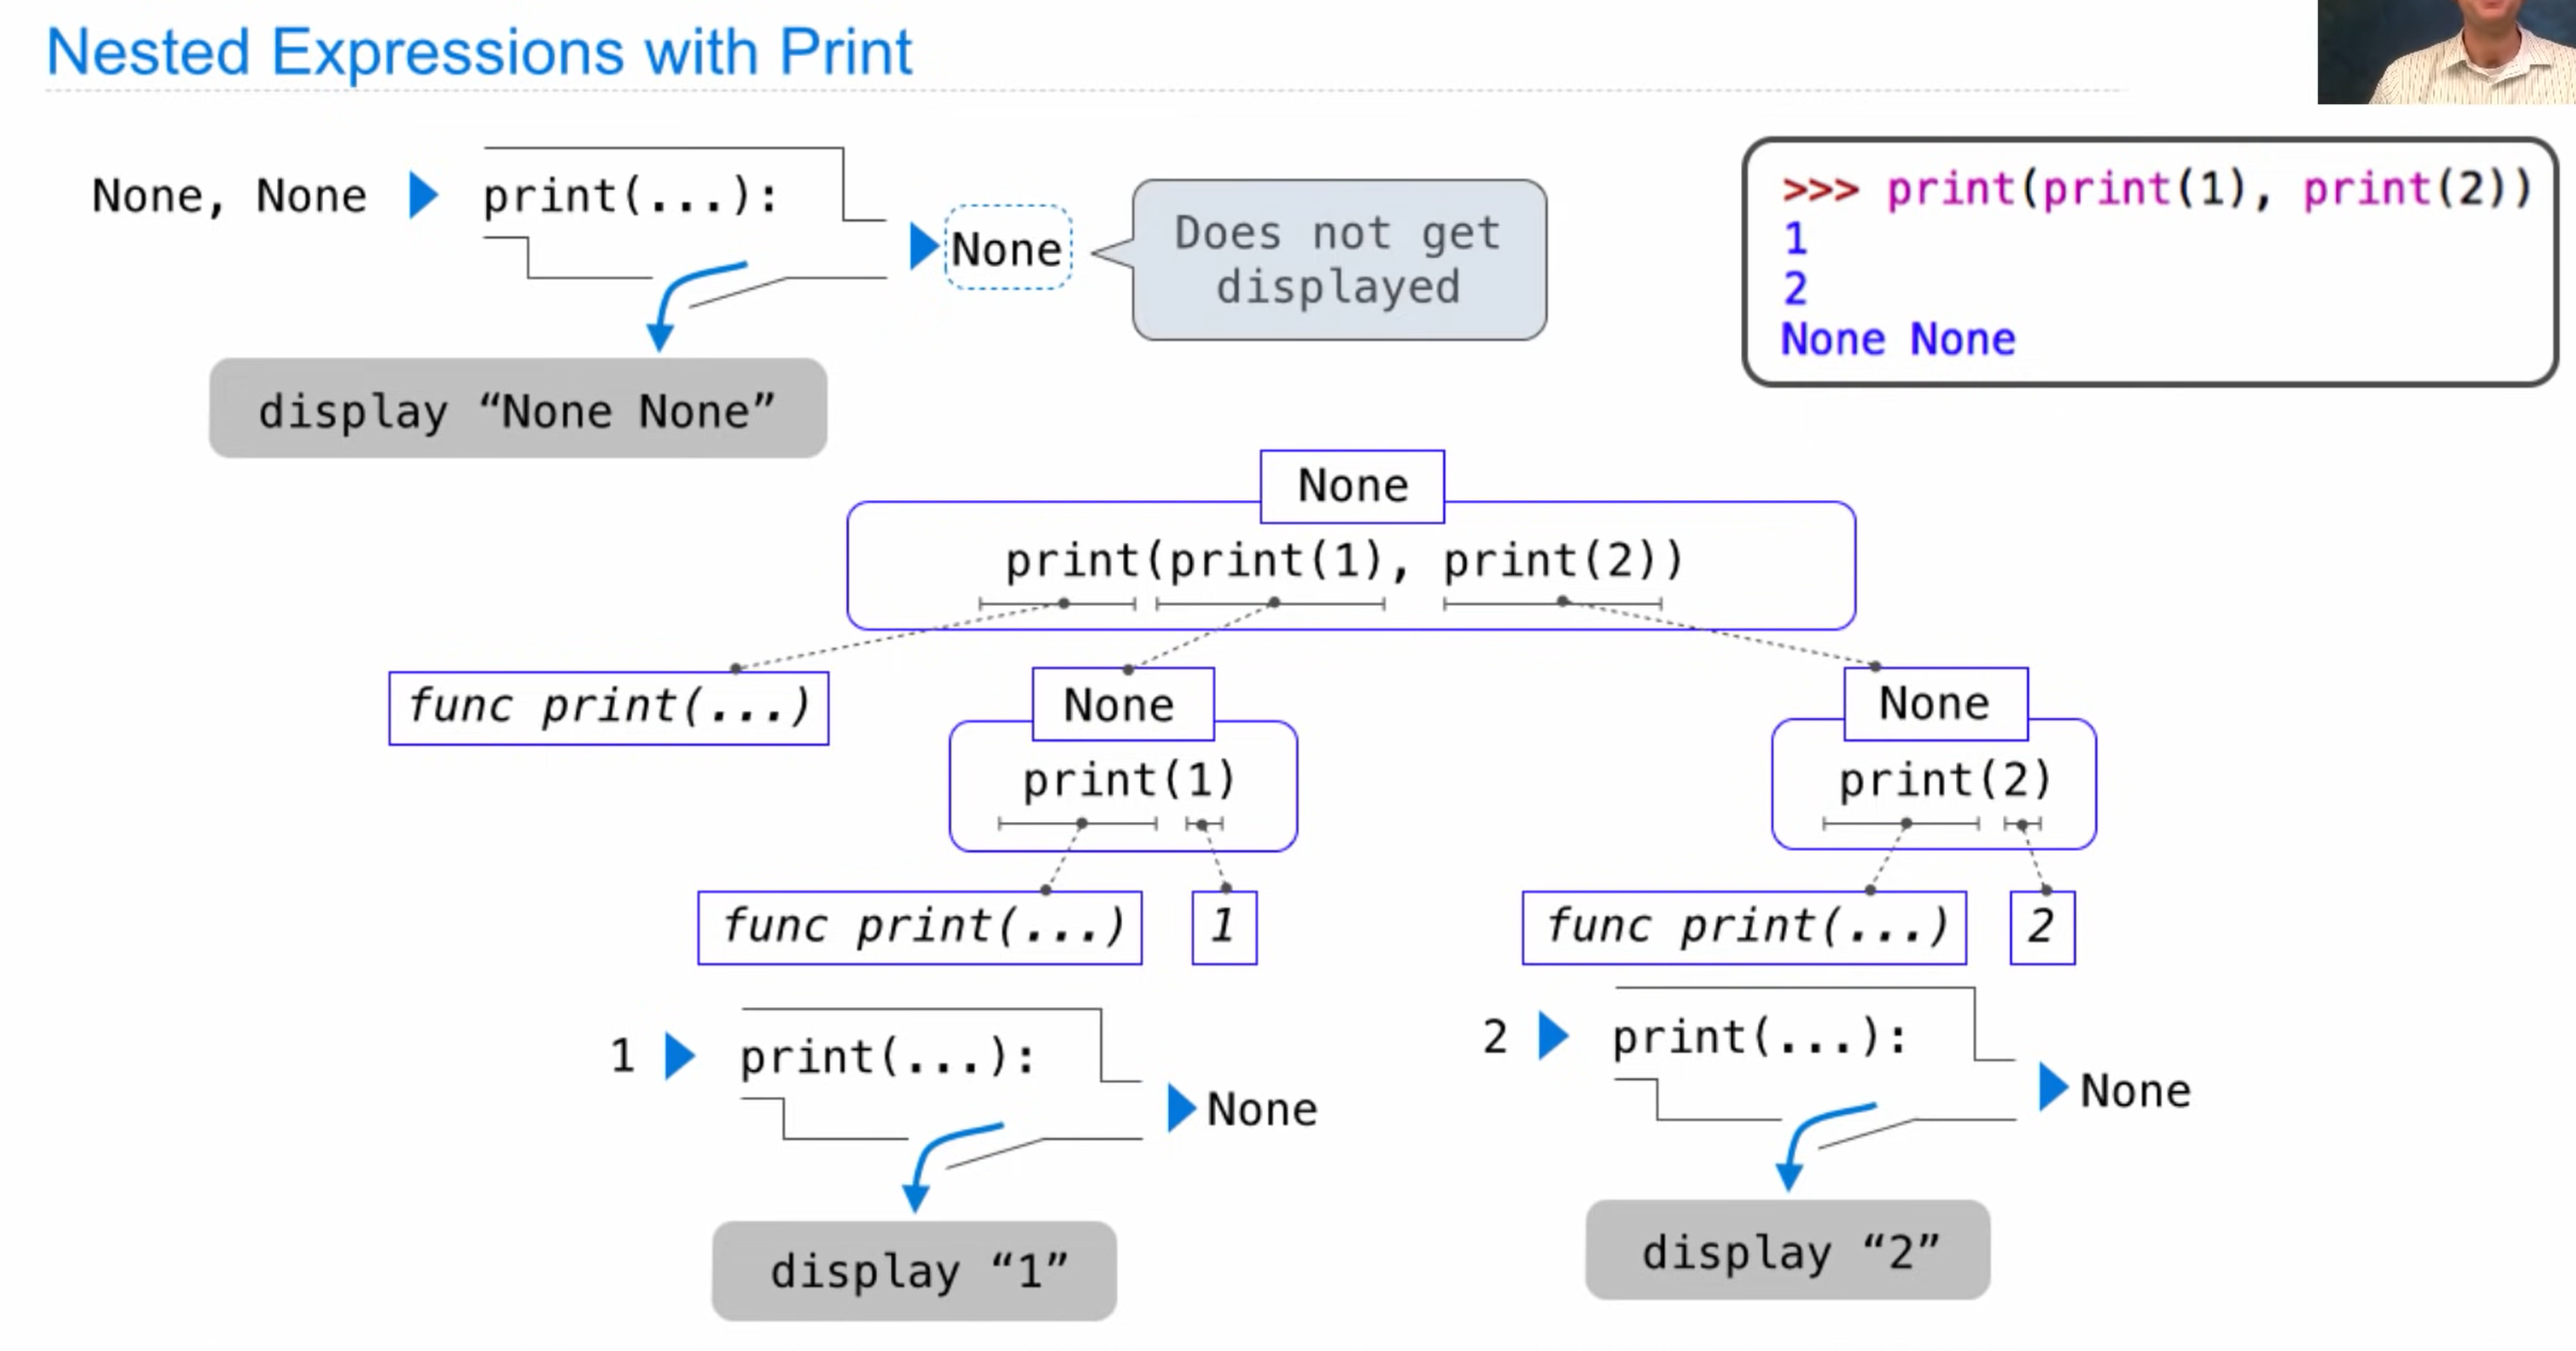 Nested Expressions with Print
None, None
print(...):
None
Does not get
displayed
display “None None”
>>> print(print(1), print(2))
1
2
None None
None
print(print(1), print(2))
func print(...)
None
print(1)
func print(...)
1
1
print(...):
None
display “1”
None
print(2)
func print(...)
2
2
print(...):
None
display “2”